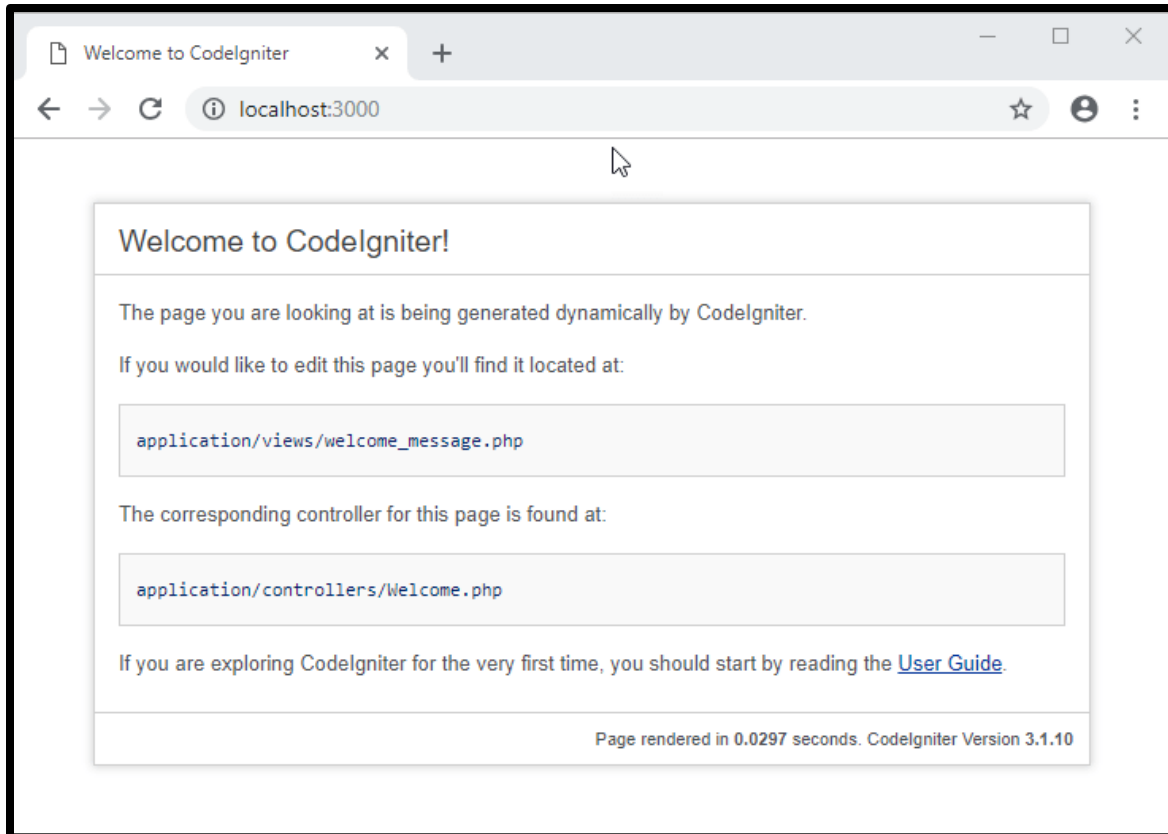 Welcome to CodeIgniter
localhost:3000
Welcome to CodeIgniter!
The page you are looking at is being generated dynamically by CodeIgniter.
If you would like to edit this page you'll find it located at:
application/views/welcome_message.php
The corresponding controller for this page is found at:
application/controllers/Welcome.php
If you are exploring CodeIgniter for the very first time, you should start by reading the User Guide.
Page rendered in 0.0297 seconds. CodeIgniter Version 3.1.10